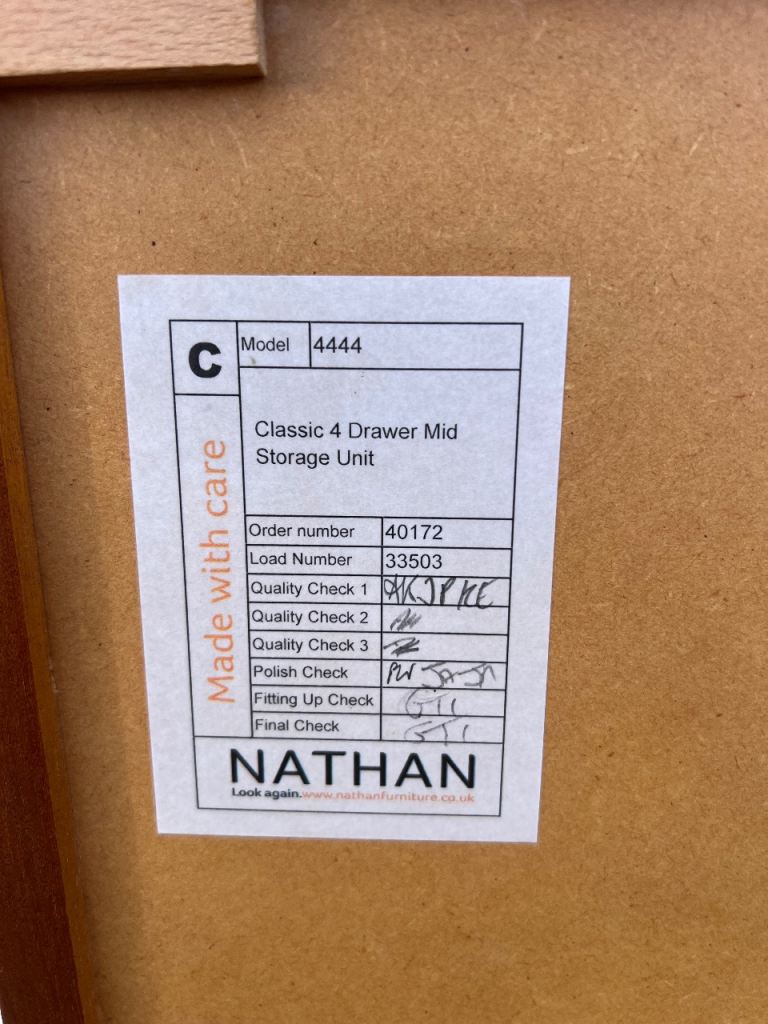 C
Model 4444
Classic 4 Drawer Mid
Storage Unit
Made with care
Order number 40172
Load Number 33503
Quality Check 1
Quality Check 2
Quality Check 3
Polish Check PW
Fitting Up Check
Final Check
NATHAN
Look again.www.nathanfurniture.co.uk